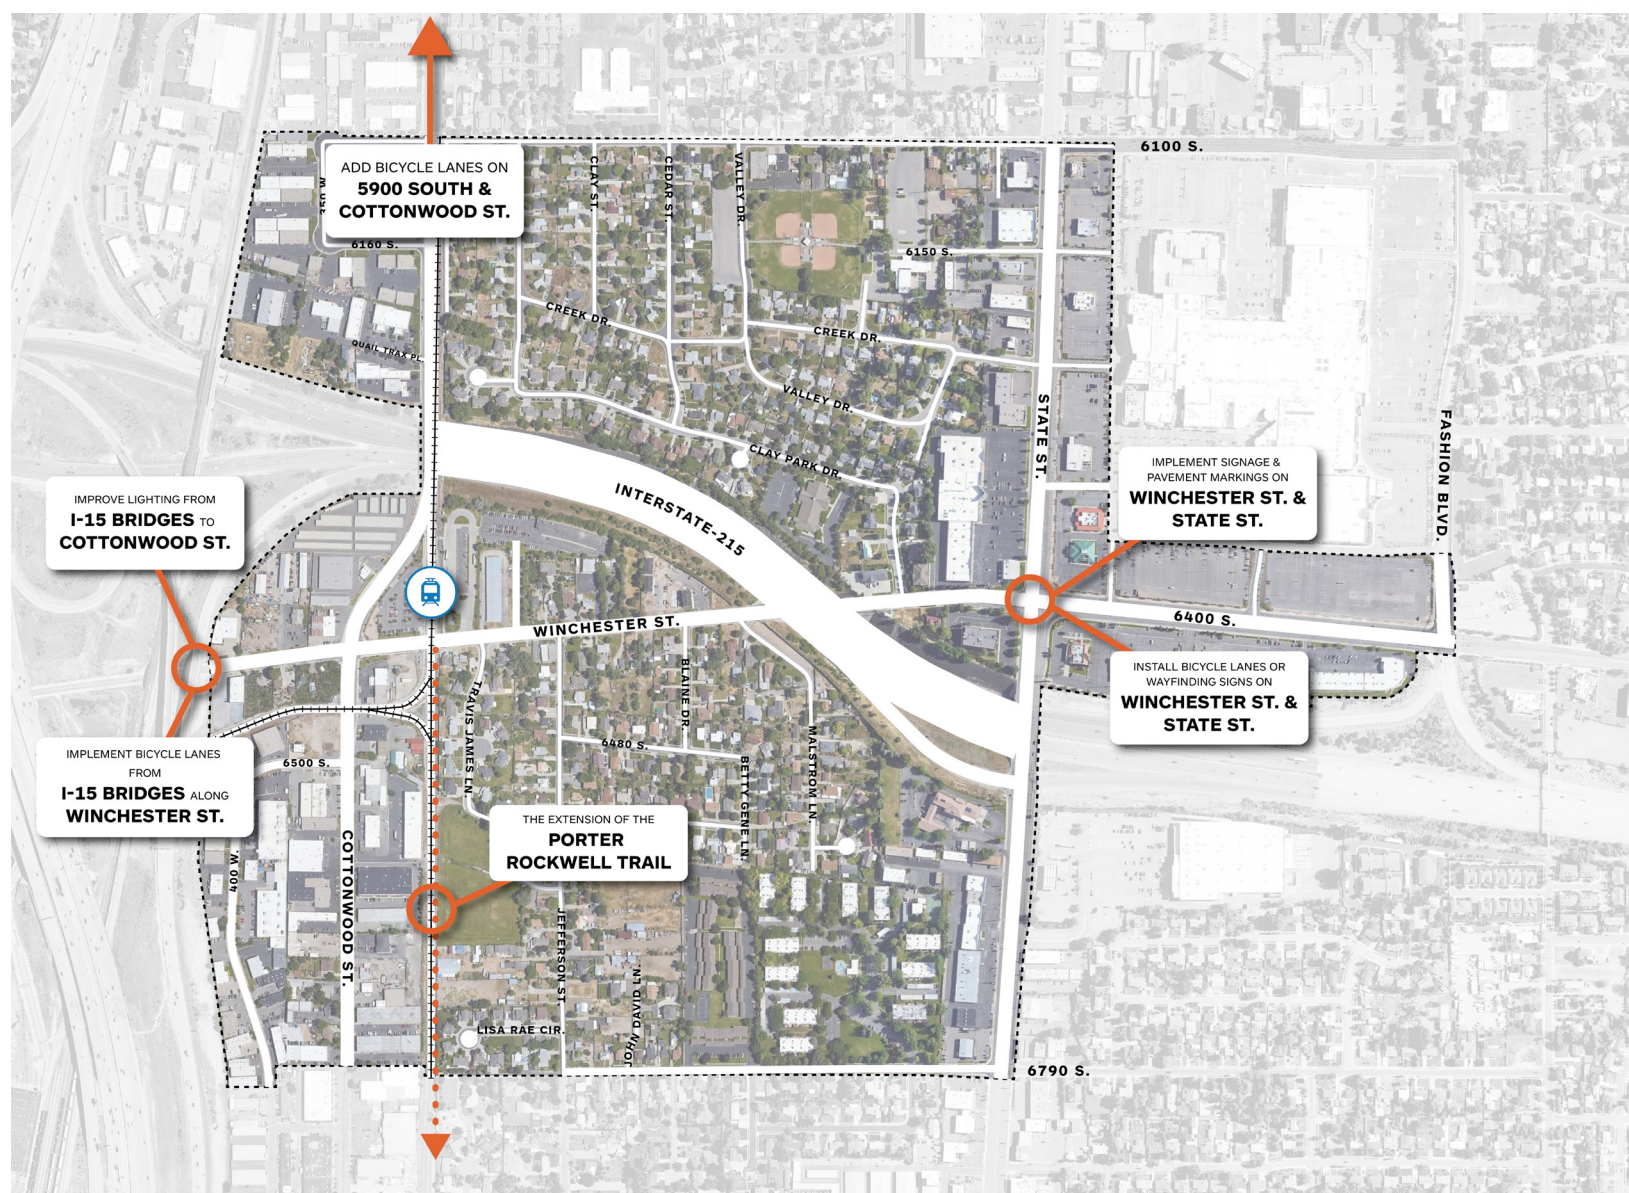 6100 S.
ADD BICYCLE LANES ON
5900 SOUTH &
COTTONWOOD ST.
350 W.
6160 S.
CLAY ST.
CEDAR ST.
VALLEY DR.
6150 S.
CREEK DR.
CREEK DR.
QUAIL TRAX PL.
VALLEY DR.
STATE ST.
CLAY PARK DR.
FASHION BLVD.
IMPLEMENT SIGNAGE &
PAVEMENT MARKINGS ON
WINCHESTER ST. &
STATE ST.
IMPROVE LIGHTING FROM
I-15 BRIDGES TO
COTTONWOOD ST.
INTERSTATE-215
WINCHESTER ST.
6400 S.
INSTALL BICYCLE LANES OR
WAYFINDING SIGNS ON
WINCHESTER ST. &
STATE ST.
TRAVIS JAMES LN.
BLAINE DR.
6480 S.
MALSTROM LN.
BETTY GENE LN.
IMPLEMENT BICYCLE LANES
FROM
I-15 BRIDGES ALONG
WINCHESTER ST.
6500 S.
THE EXTENSION OF THE
PORTER
ROCKWELL TRAIL
400 W.
COTTONWOOD ST.
JEFFERSON ST.
JOHN DAVID LN.
LISA RAE CIR.
6790 S.